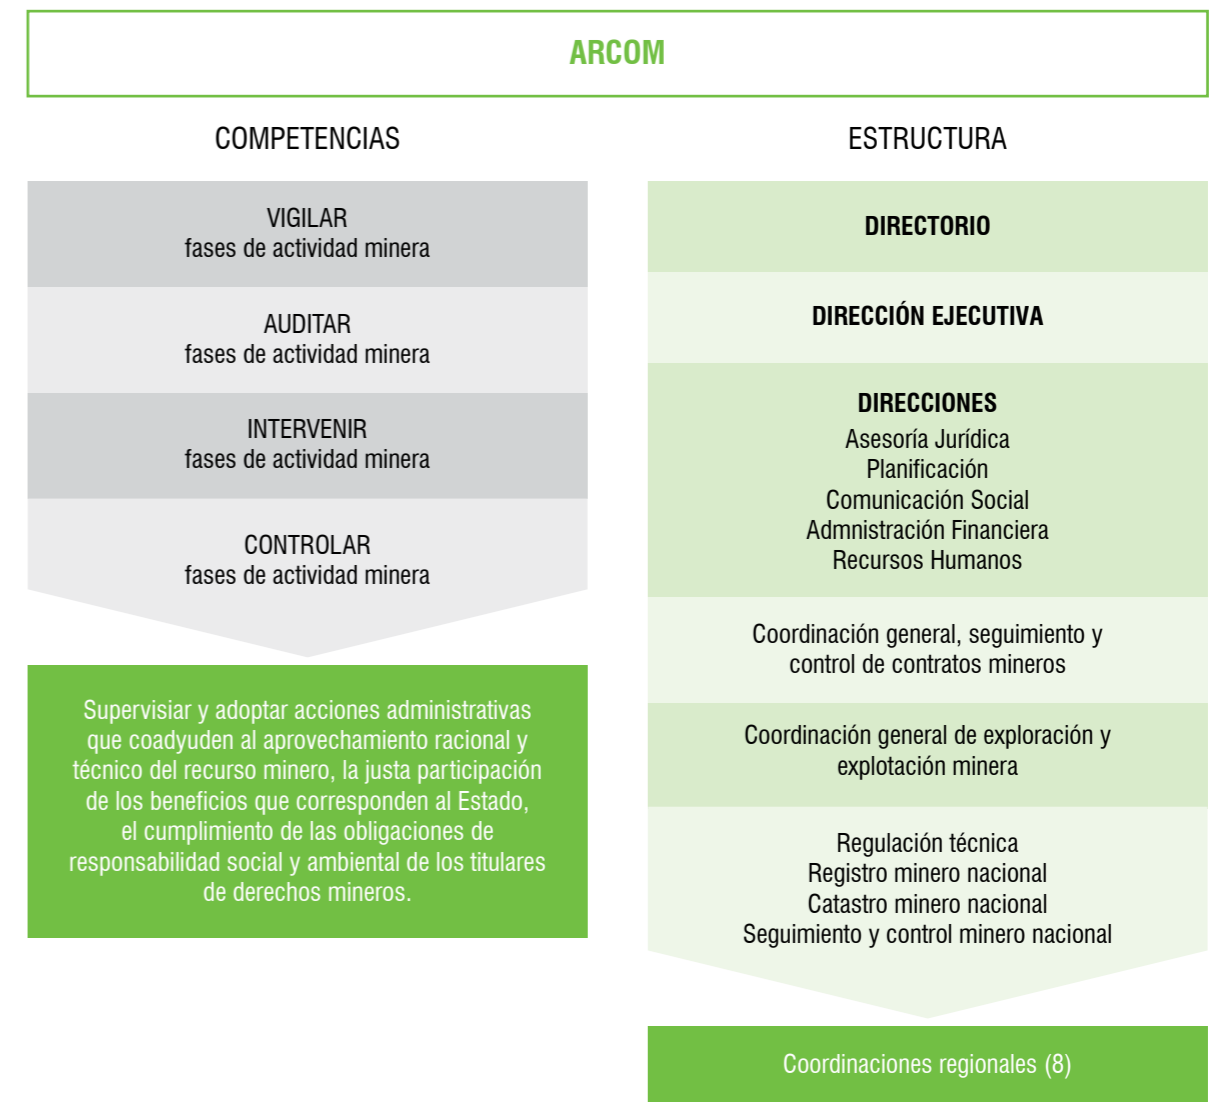 ARCOM
COMPETENCIAS
VIGILAR
fases de actividad minera
AUDITAR
fases de actividad minera
INTERVENIR
fases de actividad minera
CONTROLAR
fases de actividad minera
Supervisiar y adoptar acciones administrativas
que coadyuden al aprovechamiento racional y
técnico del recurso minero, la justa participación
de los beneficios que corresponden al Estado,
el cumplimiento de las obligaciones de
responsabilidad social y ambiental de los titulares
de derechos mineros.
ESTRUCTURA
DIRECTORIO
DIRECCIÓN EJECUTIVA
DIRECCIONES
Asesoría Jurídica
Planificación
Comunicación Social
Admnistración Financiera
Recursos Humanos
Coordinación general, seguimiento y
control de contratos mineros
Coordinación general de exploración y
explotación minera
Regulación técnica
Registro minero nacional
Catastro minero nacional
Seguimiento y control minero nacional
Coordinaciones regionales (8)